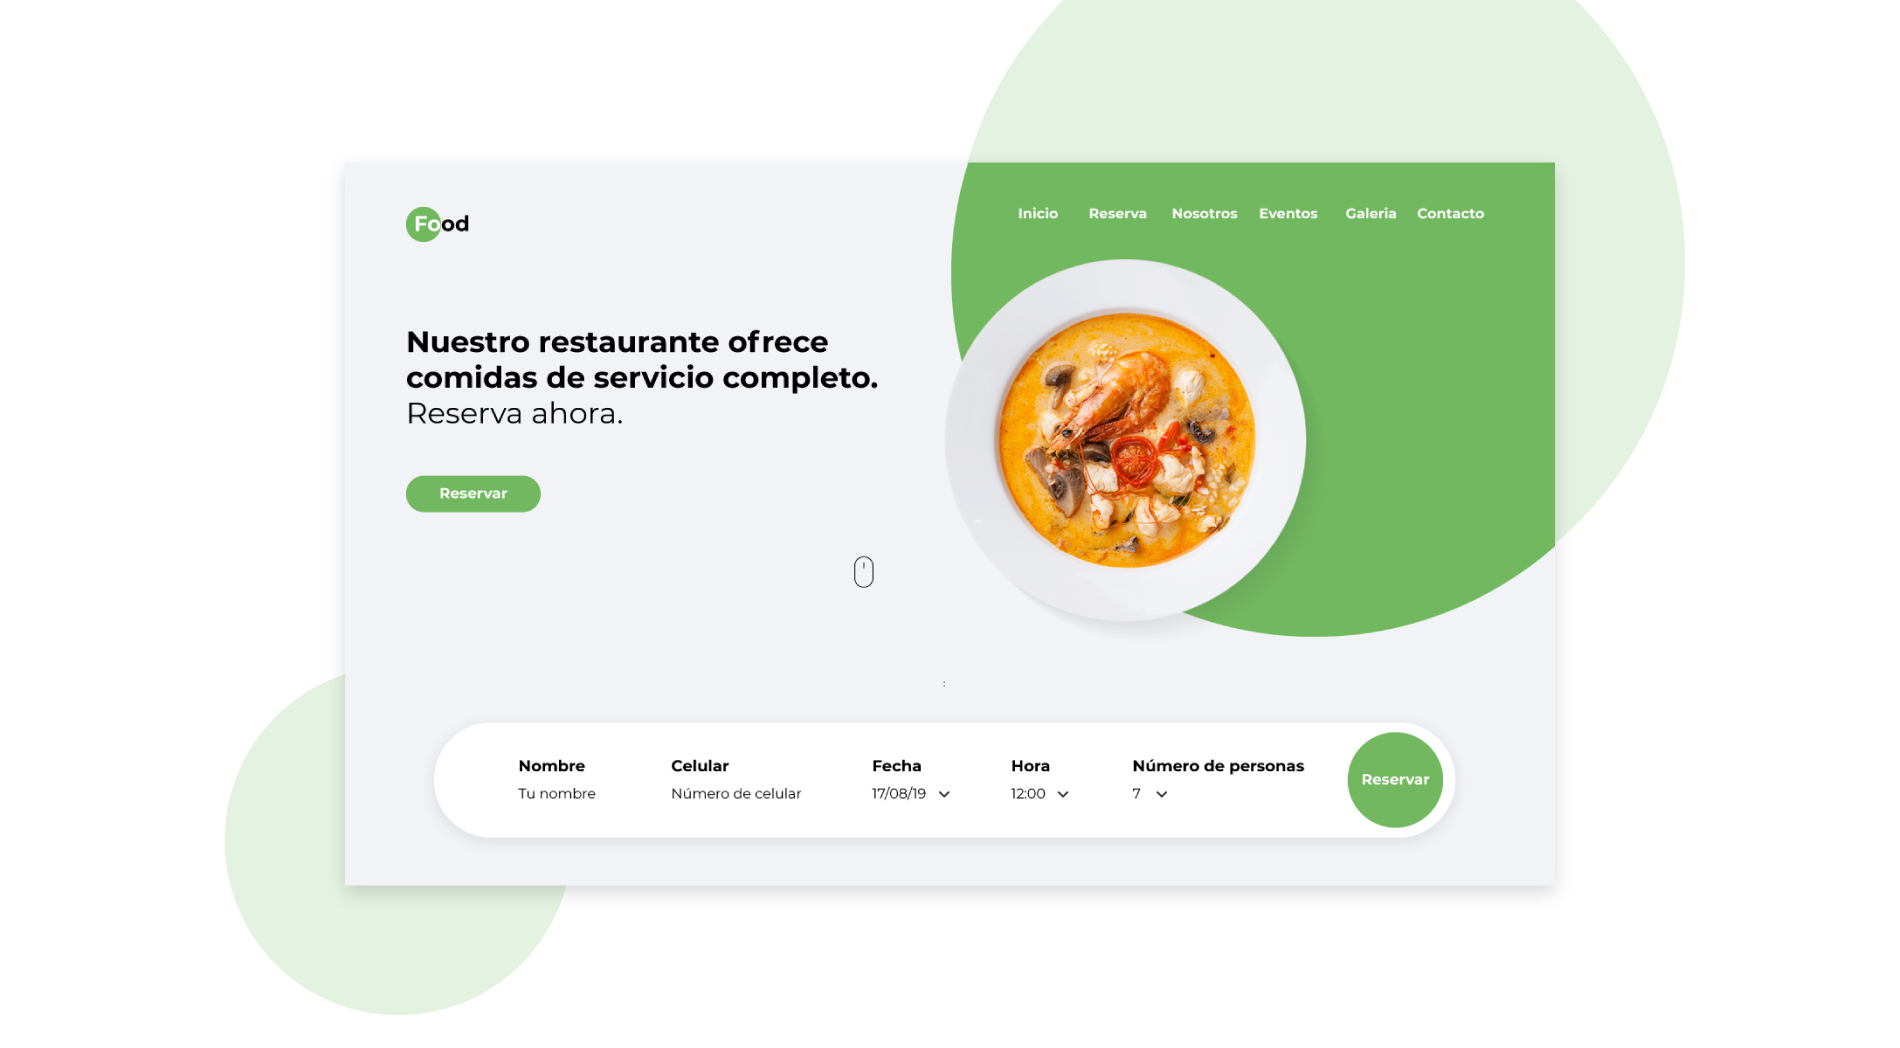 Food
Inicio Reserva Nosotros Eventos Galeria Contacto
Nuestro restaurante ofrece
comidas de servicio completo.
Reserva ahora.
Reservar
:
Nombre Celular Fecha Hora Número de personas
Tu nombre Número de celular 17/08/19 12:00 7
Reservar